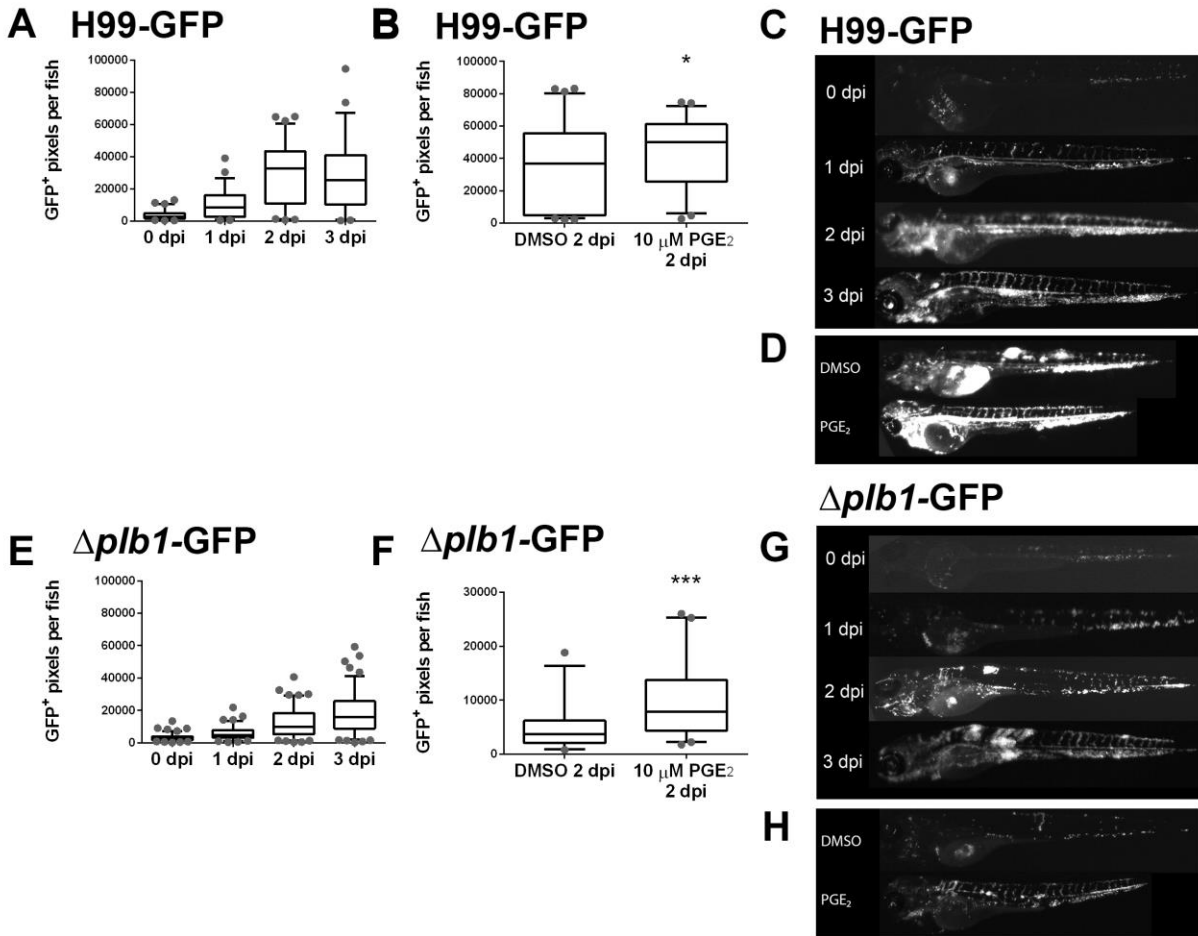 A H99-GFP
GFP⁺ pixels per fish
100000
80000
60000
40000
20000
0
0 dpi 1 dpi 2 dpi 3 dpi
B H99-GFP
GFP⁺ pixels per fish
100000
80000
60000
40000
20000
0
*
DMSO 2 dpi 10 μM PGE₂
2 dpi
C H99-GFP
0 dpi
1 dpi
2 dpi
3 dpi
D
DMSO
PGE₂
E Δplb1-GFP
GFP⁺ pixels per fish
100000
80000
60000
40000
20000
0
0 dpi 1 dpi 2 dpi 3 dpi
F Δplb1-GFP
GFP⁺ pixels per fish
30000
20000
10000
0
***
DMSO 2 dpi 10 μM PGE₂
2 dpi
Δplb1-GFP
G
0 dpi
1 dpi
2 dpi
3 dpi
H
DMSO
PGE₂